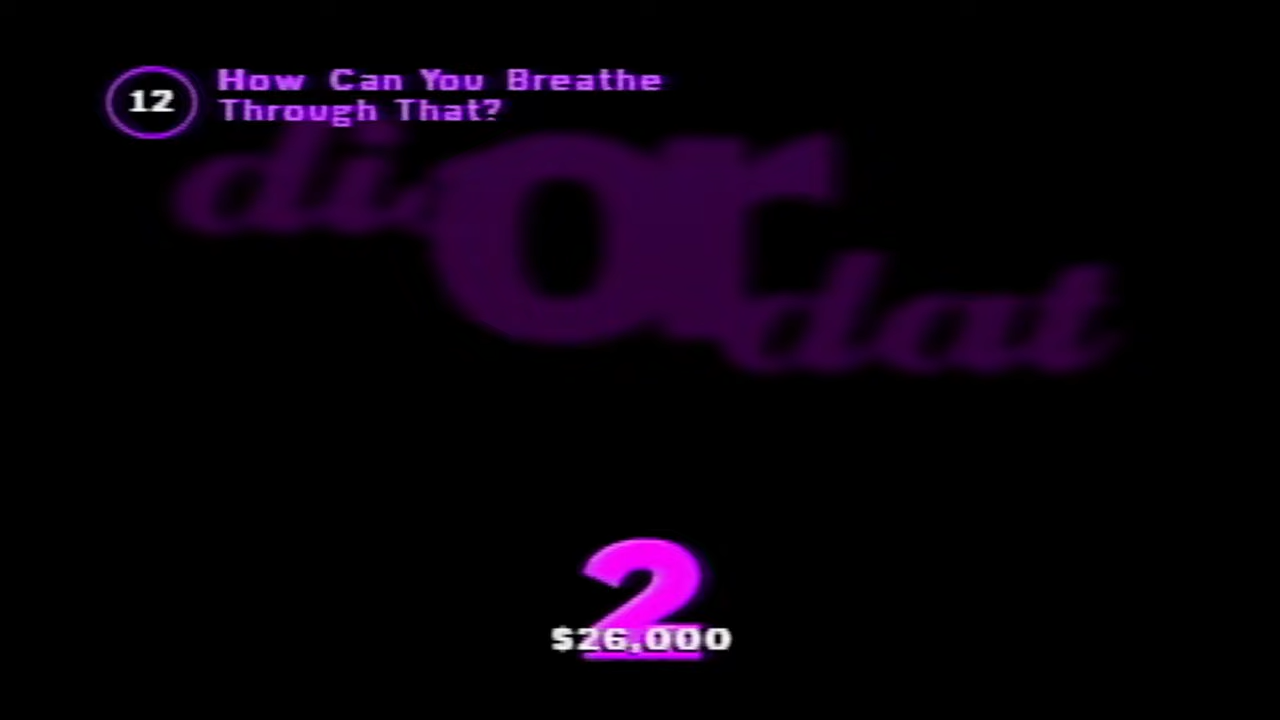 12
How Can You Breathe
Through That?
dis
or
dat
2
$26,000